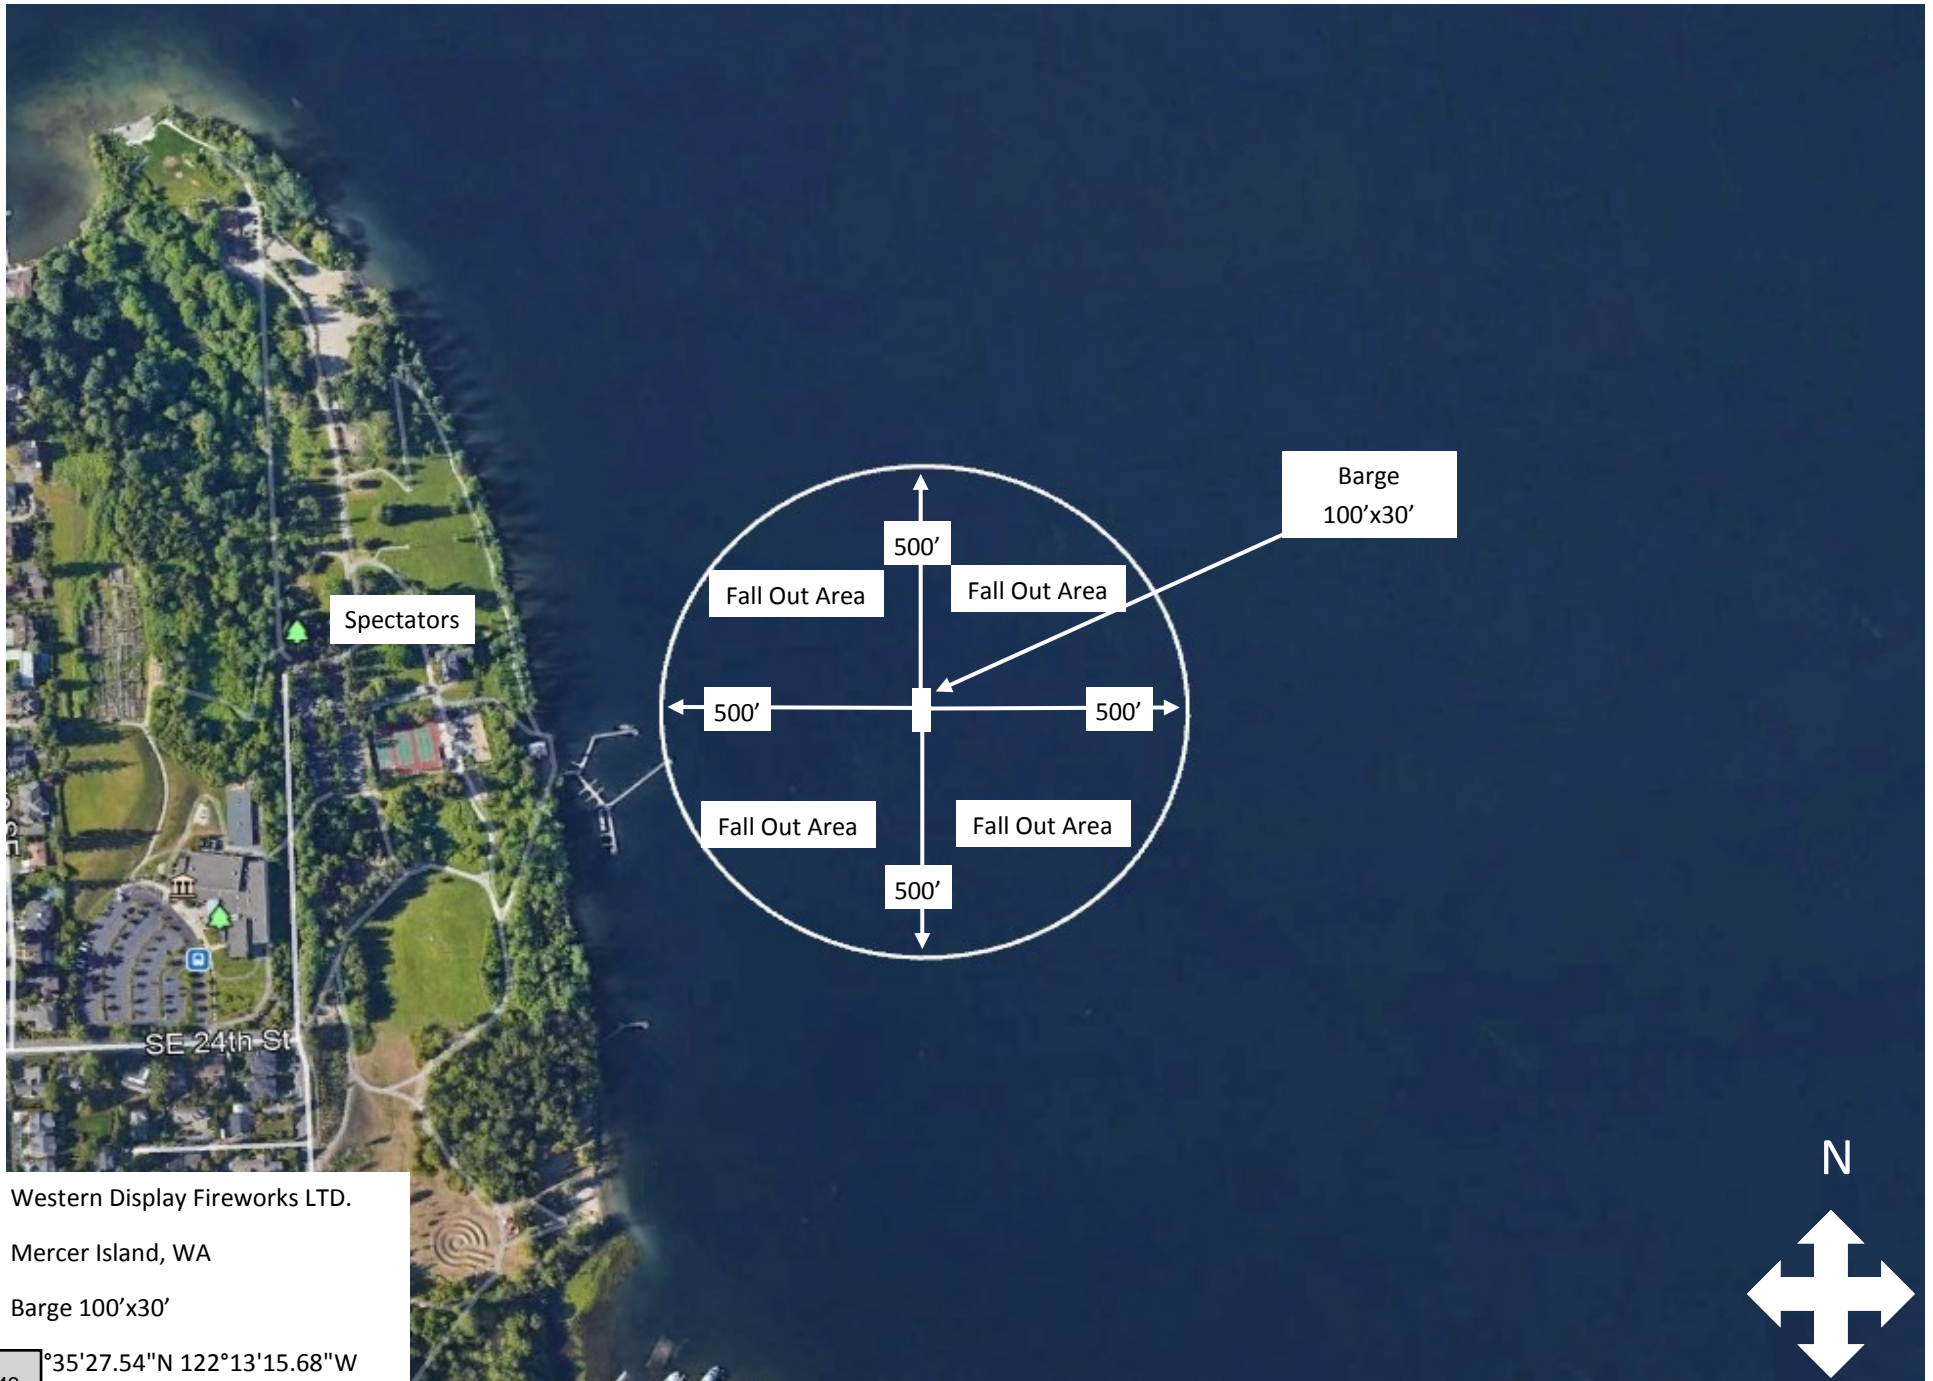 Barge
100’x30’
500’
Fall Out Area
Fall Out Area
Spectators
500’
500’
Fall Out Area
Fall Out Area
500’
SE 24th St
N
Western Display Fireworks LTD.
Mercer Island, WA
Barge 100’x30’
°35'27.54"N 122°13'15.68"W